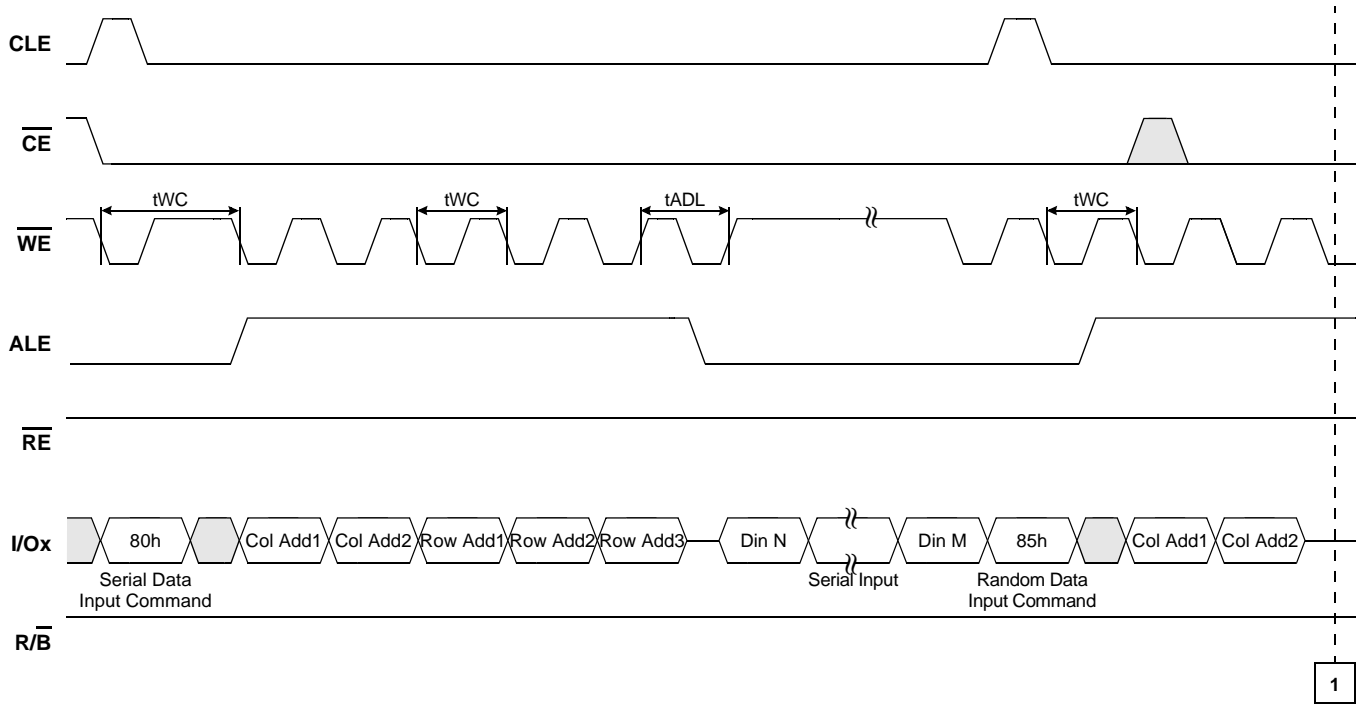 CLE
CE
tWC
tWC
tADL
tWC
WE
ALE
RE
I/Ox
80h
Col Add1
Col Add2
Row Add1
Row Add2
Row Add3
Din N
Din M
85h
Col Add1
Col Add2
Serial Data
Input Command
Serial Input
Random Data
Input Command
R/B
1